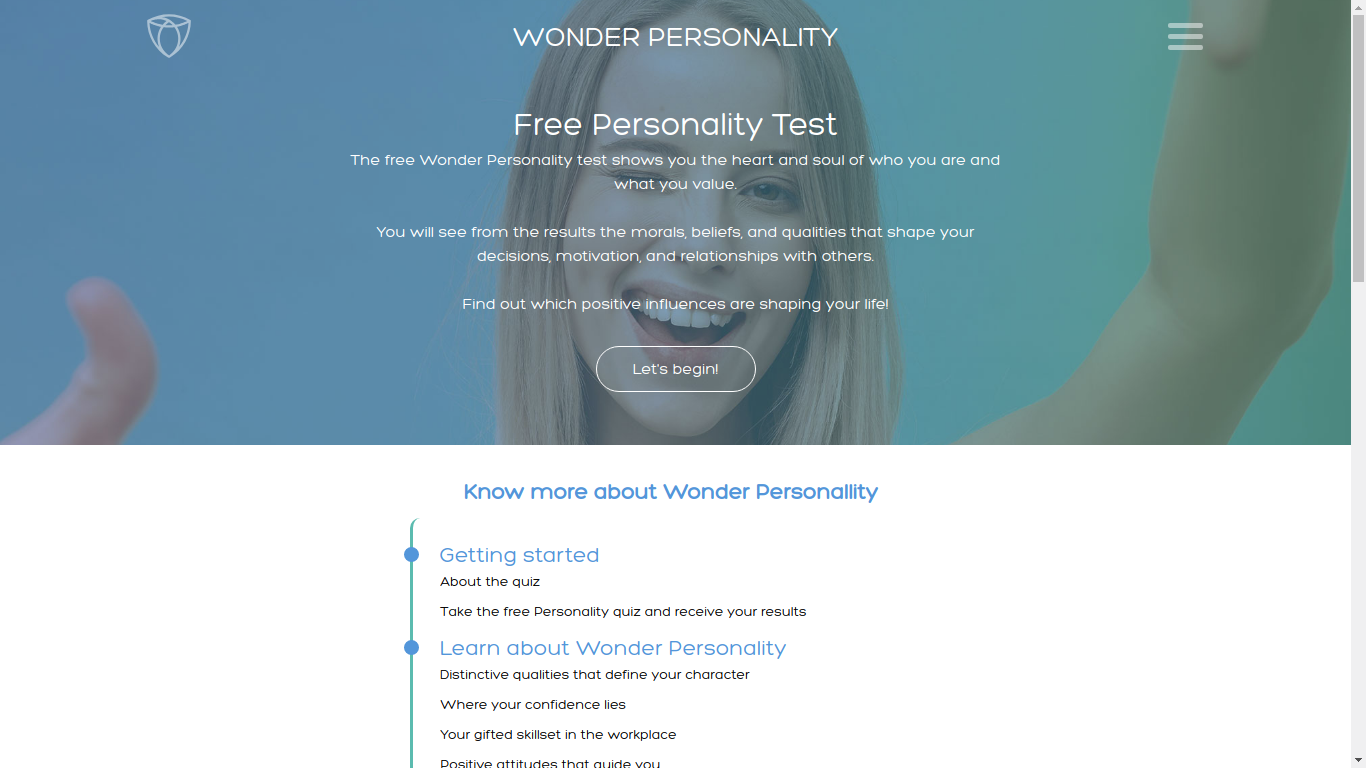 WONDER PERSONALITY
Free Personality Test
The free Wonder Personality test shows you the heart and soul of who you are and
what you value.
You will see from the results the morals, beliefs, and qualities that shape your
decisions, motivation, and relationships with others.
Find out which positive influences are shaping your life!
Let's begin!
Know more about Wonder Personallity
Getting started
About the quiz
Take the free Personality quiz and receive your results
Learn about Wonder Personality
Distinctive qualities that define your character
Where your confidence lies
Your gifted skillset in the workplace
Positive attitudes that guide you